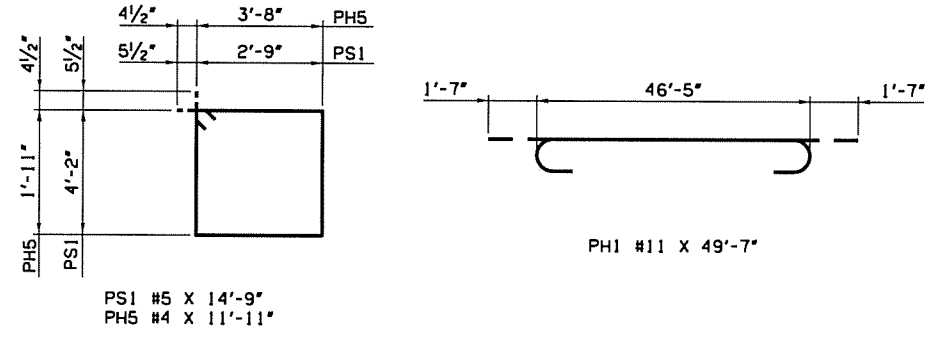 4½" 3'-8" PH5
5½" 2'-9" PS1
4½" 5½"
1'-11" 4'-2"
PH5 PS1
PS1 #5 X 14'-9"
PH5 #4 X 11'-11"
1'-7" 46'-5" 1'-7"
PH1 #11 X 49'-7"